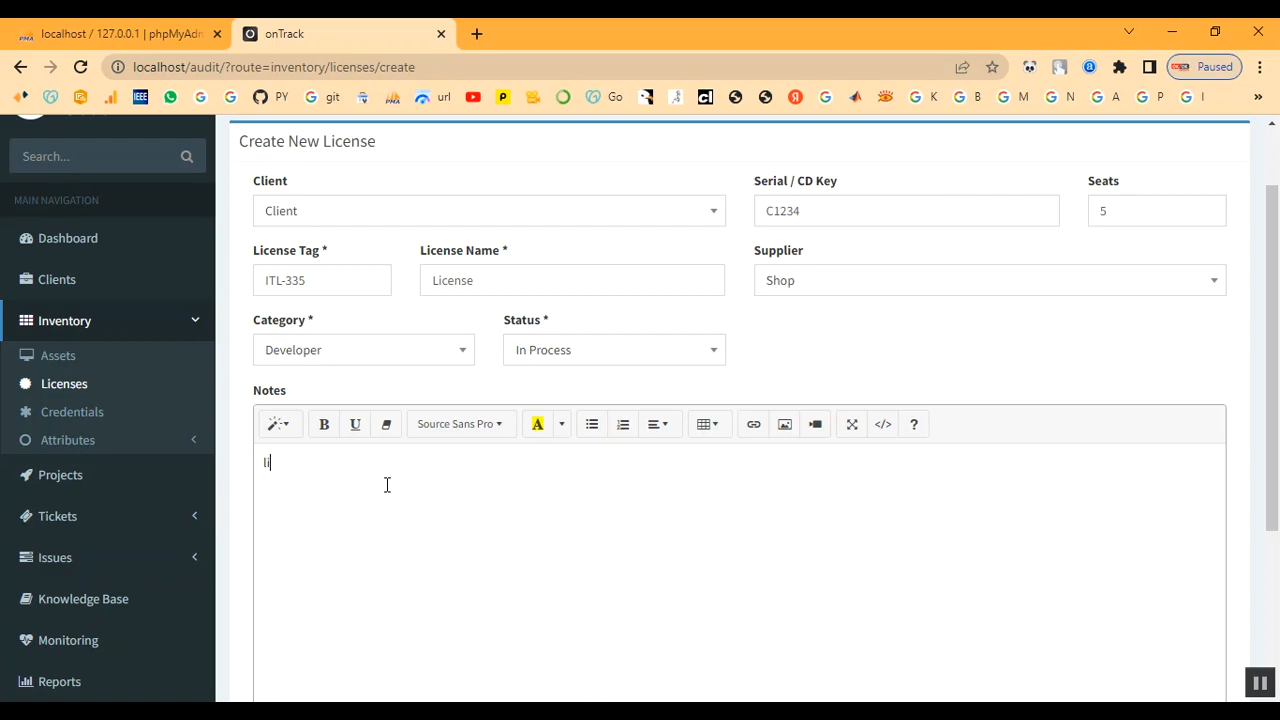 localhost / 127.0.0.1 | phpMyAdm
onTrack
localhost/audit/?route=inventory/licenses/create
Paused
PY
git
url
Go
K
B
M
N
A
P
I
Search...
MAIN NAVIGATION
Dashboard
Clients
Inventory
Assets
Licenses
Credentials
Attributes
Projects
Tickets
Issues
Knowledge Base
Monitoring
Reports
Create New License
Client
Serial / CD Key
Seats
Client
C1234
5
License Tag *
License Name *
Supplier
ITL-335
License
Shop
Category *
Status *
Developer
In Process
Notes
B U Source Sans Pro A </> ?
li